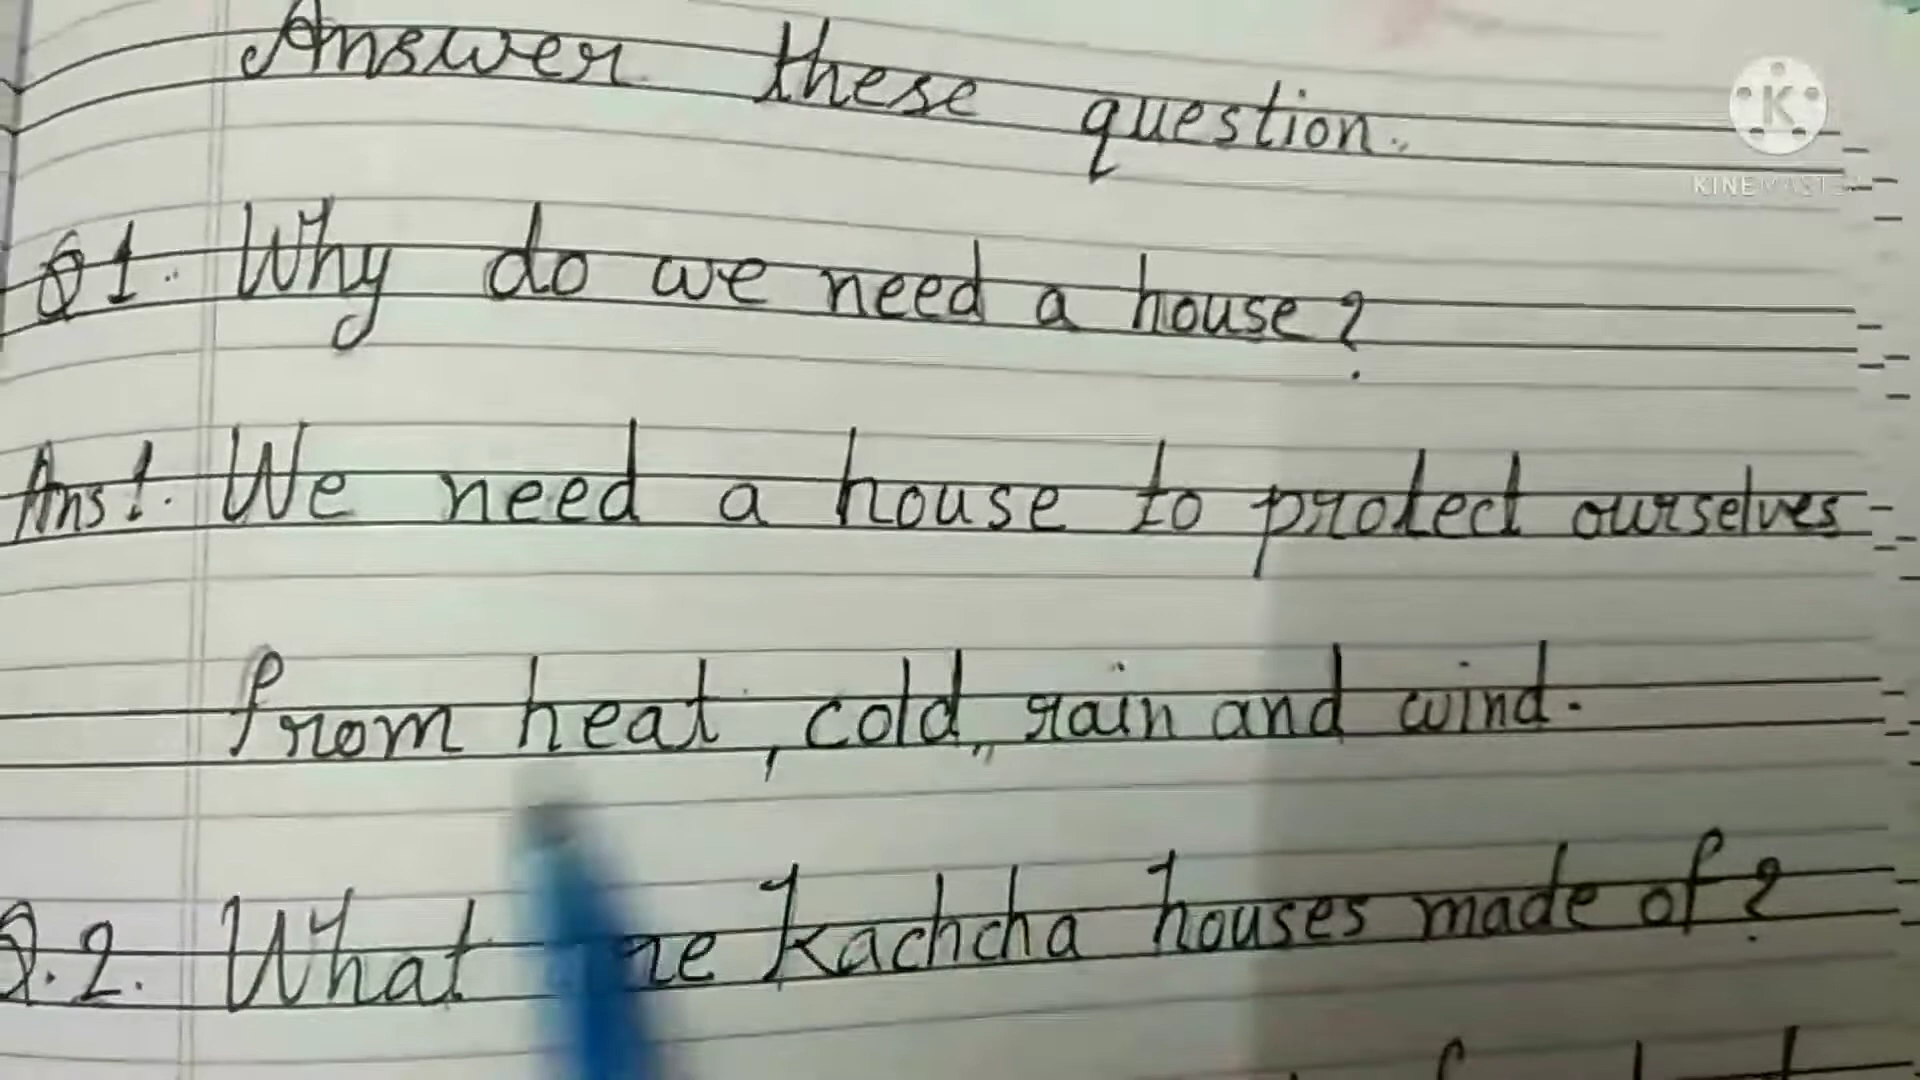 Answer these question.
Q1. Why do we need a house?
Ans1. We need a house to protect ourselves
from heat, cold, rain and wind.
Q.2. What kachcha houses made of?
K
KINEMASTER